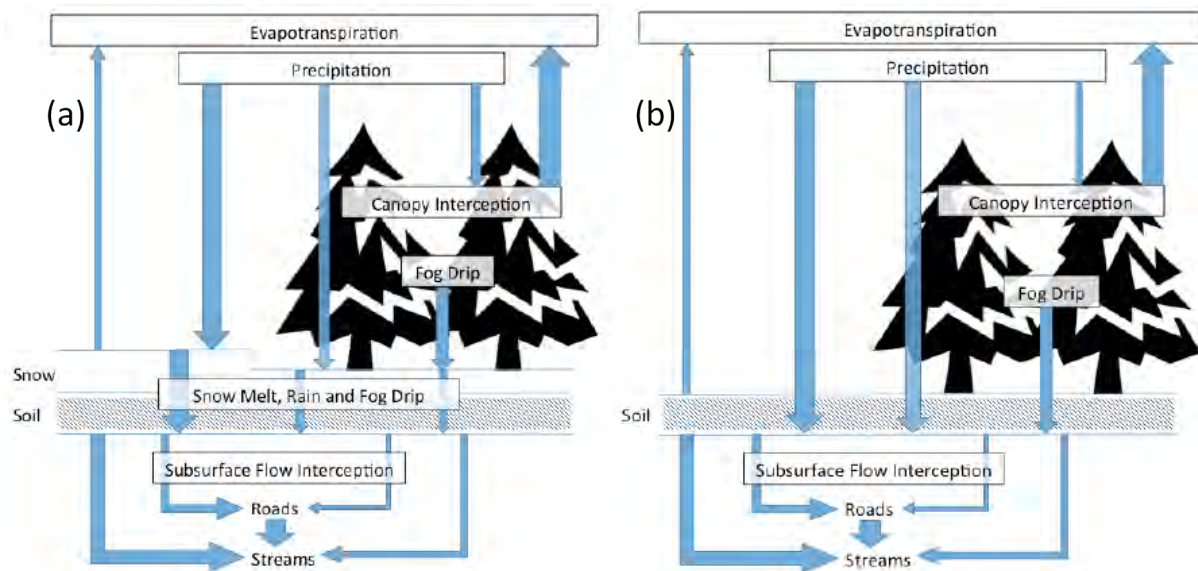 (a)
Evapotranspiration
Precipitation
Canopy Interception
Fog Drip
Snow
Snow Melt, Rain and Fog Drip
Soil
Subsurface Flow Interception
Roads
Streams
(b)
Evapotranspiration
Precipitation
Canopy Interception
Fog Drip
Soil
Subsurface Flow Interception
Roads
Streams